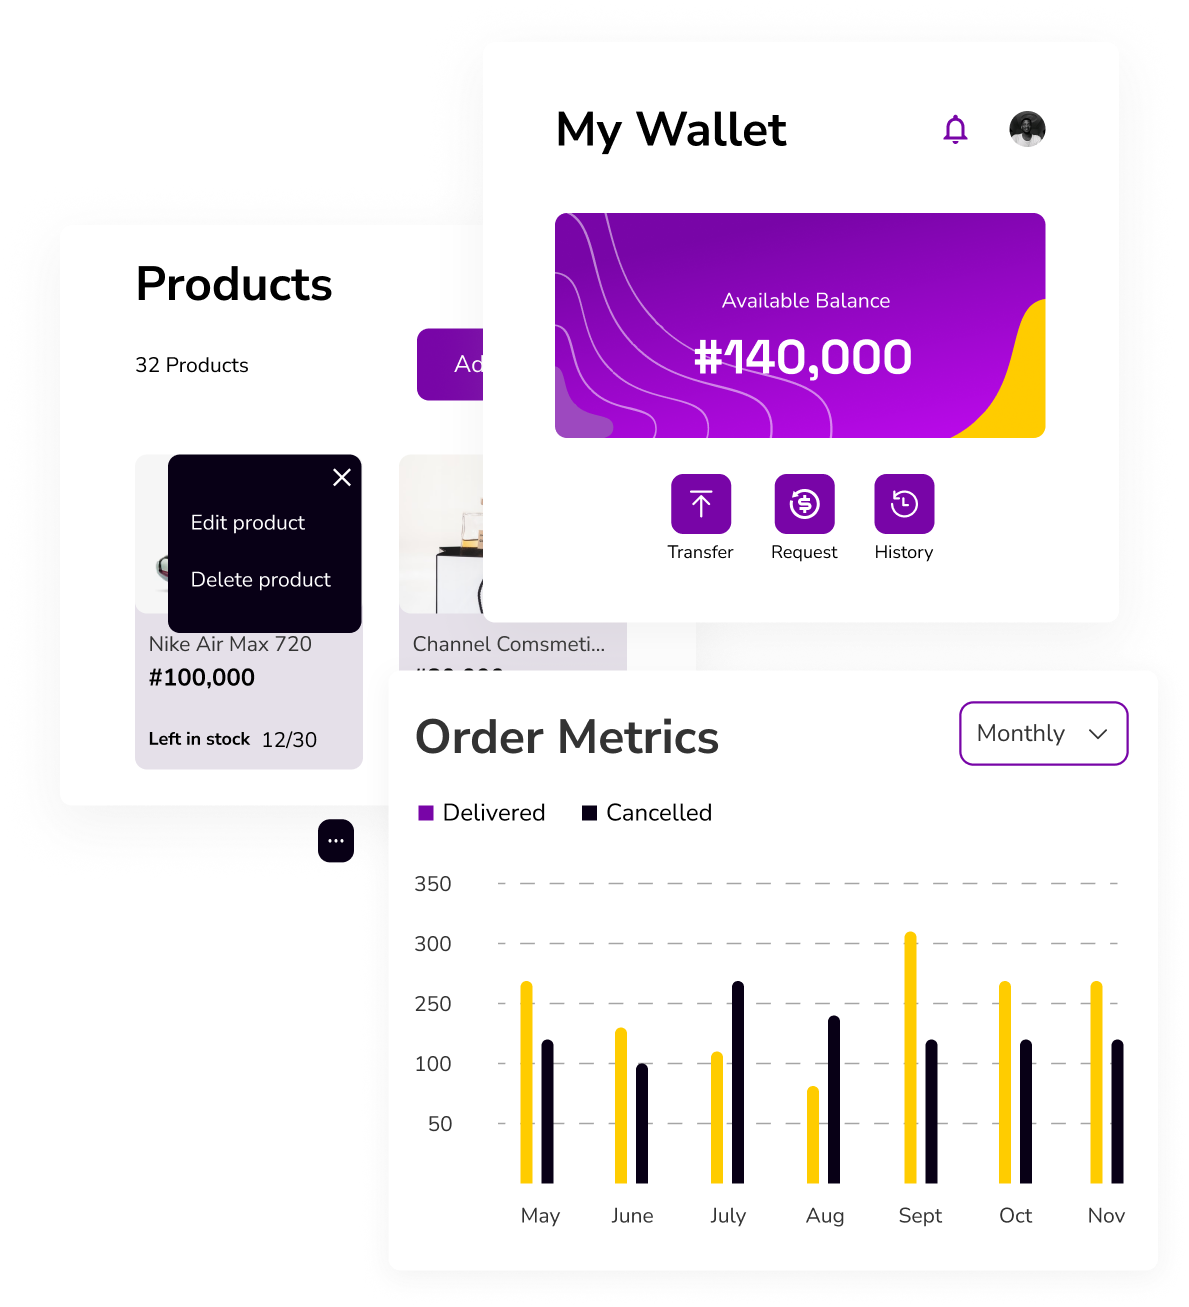 My Wallet
Available Balance
#140,000
Transfer
Request
History
Products
32 Products
Edit product
Delete product
Nike Air Max 720
#100,000
Left in stock 12/30
Channel Comsmeti...
Order Metrics
Monthly
Delivered
Cancelled
350
300
250
100
50
May June July Aug Sept Oct Nov